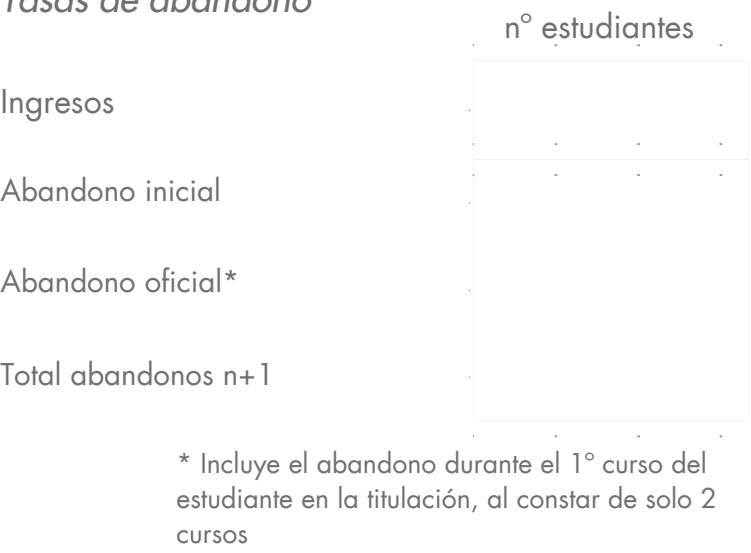 Tasas de abandono
nº estudiantes
Ingresos
Abandono inicial
Abandono oficial*
Total abandonos n+1
* Incluye el abandono durante el 1º curso del
estudiante en la titulación, al constar de solo 2
cursos